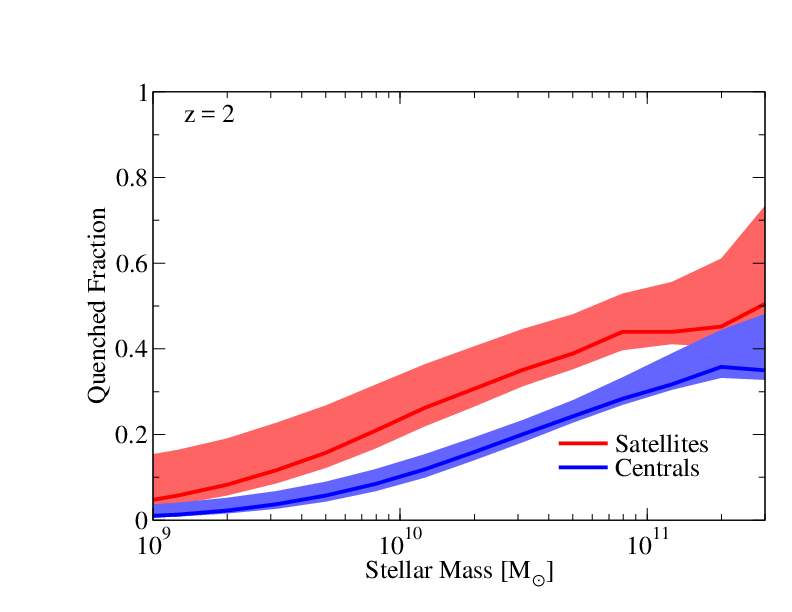 1
z = 2
0.8
0.6
0.4
0.2
0
Quenched Fraction
Satellites
Centrals
10^9
10^10
10^11
Stellar Mass [M_⊙]